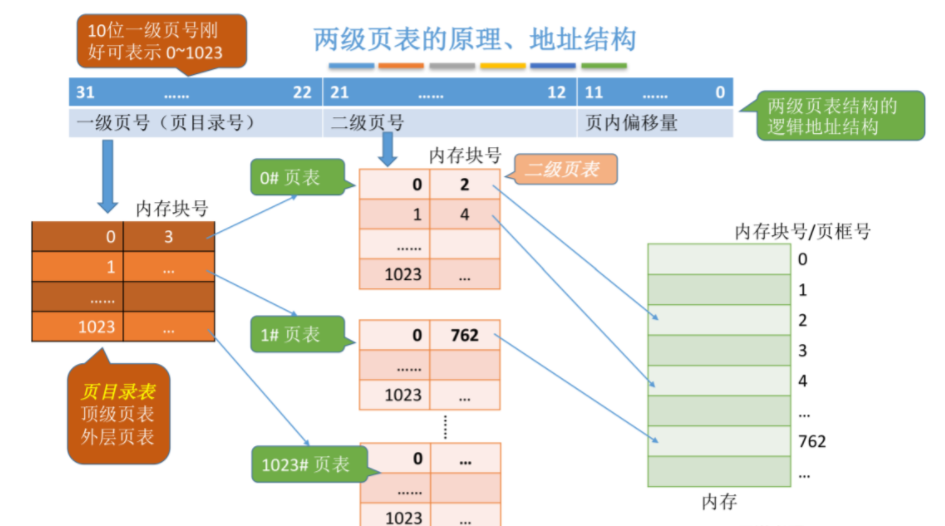 10位一级页号刚
好可表示 0~1023
两级页表的原理、地址结构
31 …… 22 21 …… 12 11 …… 0
一级页号（页目录号） 二级页号 页内偏移量
两级页表结构的
逻辑地址结构
内存块号
二级页表
0# 页表
0 2
1 4
……
1023 …
内存块号
0 3
1 …
……
1023 …
页目录表
顶级页表
外层页表
1# 页表
0 762
……
1023 …
……
1023# 页表
0 …
……
1023 …
内存块号/页框号
0
1
2
3
4
…
762
…
内存